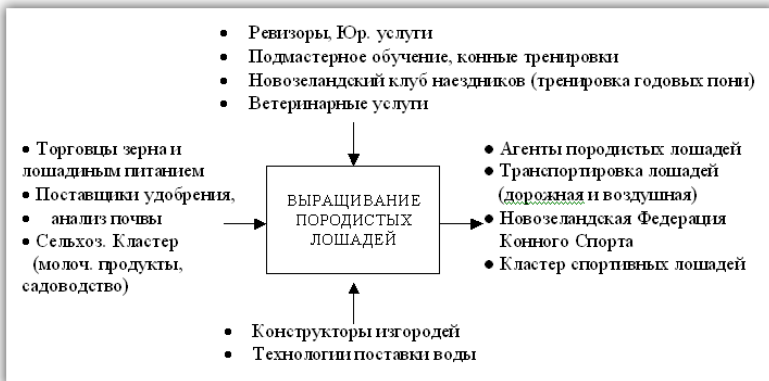 • Ревизоры, Юр. услуги
• Подмастерное обучение, конные тренировки
• Новозеландский клуб наездников (тренировка годовых пони)
• Ветеринарные услуги
• Торговцы зерна и
лошадиным питанием
• Поставщики удобрения,
• анализ почвы
• Сельхоз. Кластер
(молоч. продукты,
садоводство)
ВЫРАЩИВАНИЕ
ПОРОДИСТЫХ
ЛОШАДЕЙ
• Агенты породистых лошадей
• Транспортировка лошадей
(дорожная и воздушная)
• Новозеландская Федерация
Конного Спорта
• Кластер спортивных лошадей
• Конструкторы изгородей
• Технологии поставки воды